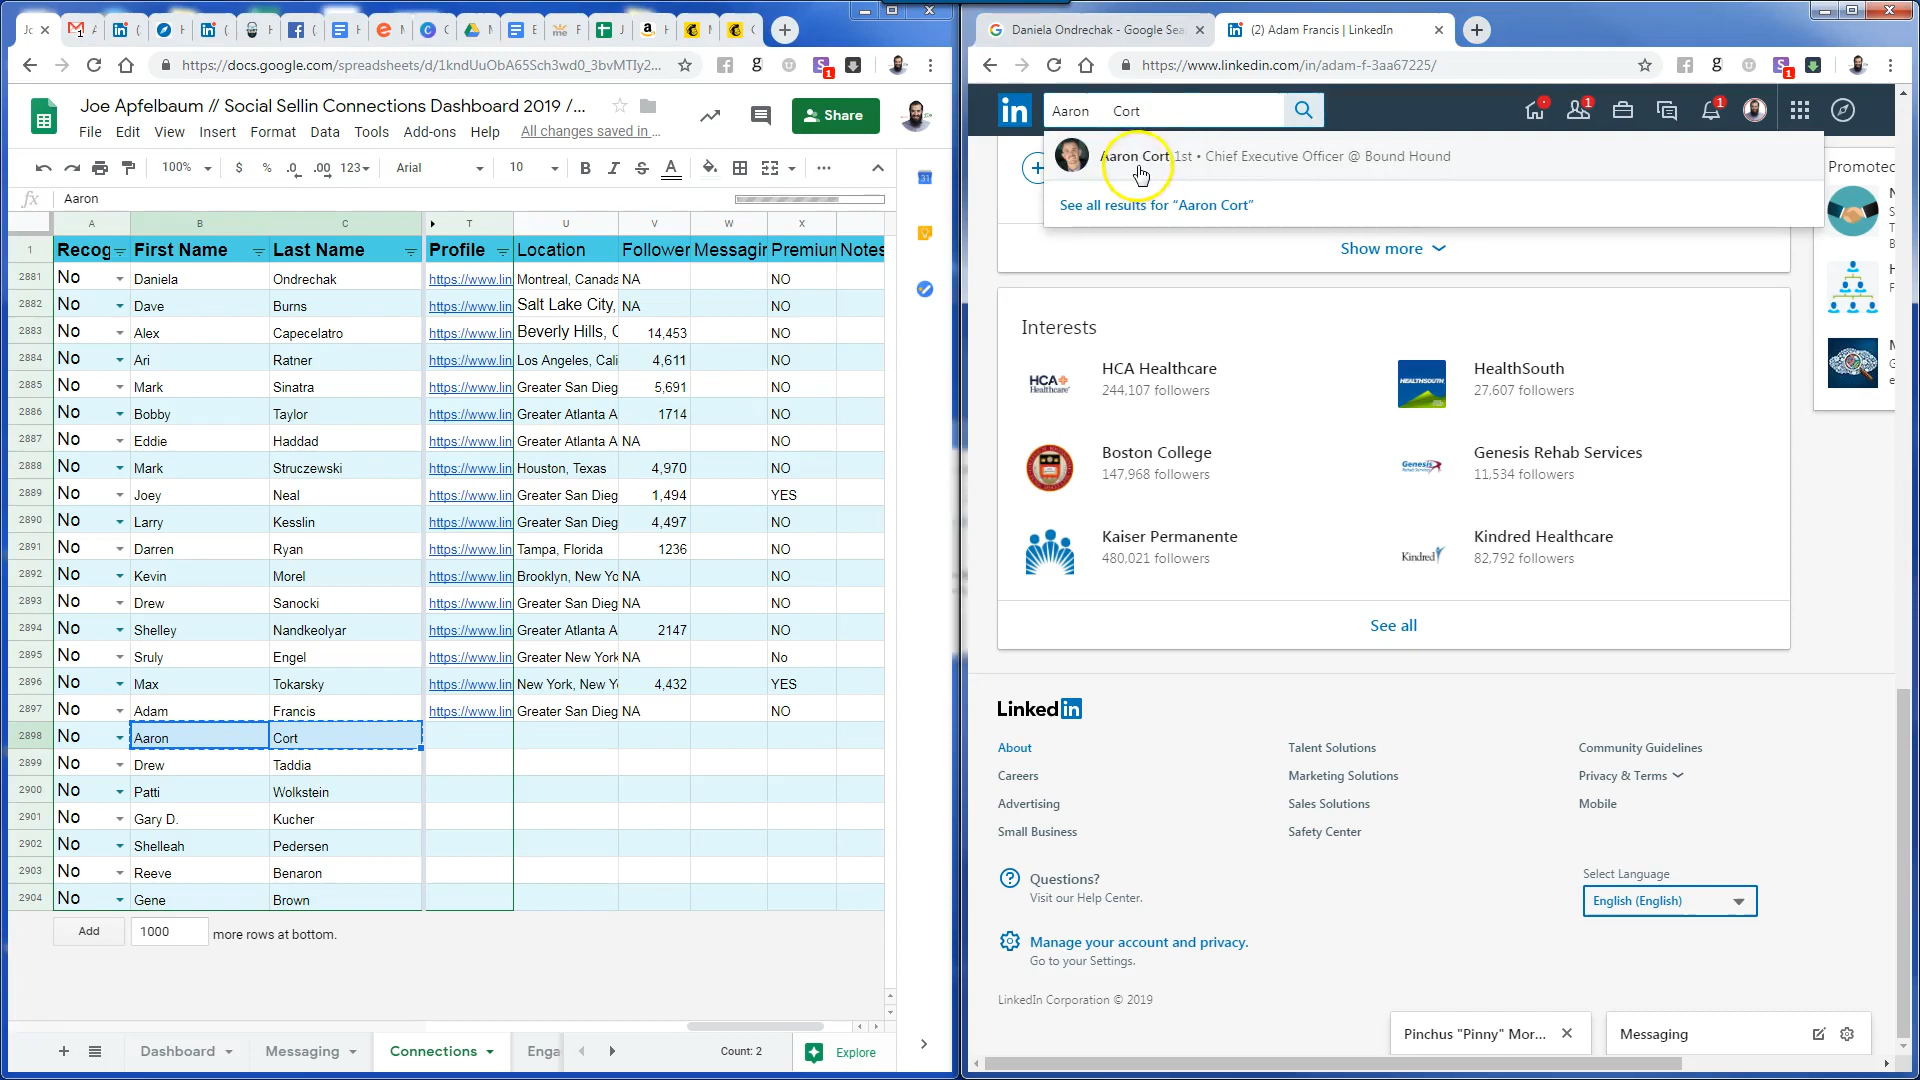 https://docs.google.com/spreadsheets/d/1kndUuObA65Sch3wd0_3bvMTIy2...
Joe Apfelbaum // Social Sellin Connections Dashboard 2019 /...
Share
File Edit View Insert Format Data Tools Add-ons Help All changes saved in ...
100% $ % .0 .00 123 Arial 10 B I S A
fx Aaron
A B C T U V W X
1 Recog First Name Last Name Profile Location Follower Messagin Premium Notes
2881 No Daniela Ondrechak https://www.lin Montreal, Canada NA NO
2882 No Dave Burns https://www.lin Salt Lake City, NA NO
2883 No Alex Capecelatro https://www.lin Beverly Hills, C 14,453 NO
2884 No Ari Ratner https://www.lin Los Angeles, Cali 4,611 NO
2885 No Mark Sinatra https://www.lin Greater San Dieg 5,691 NO
2886 No Bobby Taylor https://www.lin Greater Atlanta A 1714 NO
2887 No Eddie Haddad https://www.lin Greater Atlanta A NA NO
2888 No Mark Struczewski https://www.lin Houston, Texas 4,970 NO
2889 No Joey Neal https://www.lin Greater San Dieg 1,494 YES
2890 No Larry Kesslin https://www.lin Greater San Dieg 4,497 NO
2891 No Darren Ryan https://www.lin Tampa, Florida 1236 NO
2892 No Kevin Morel https://www.lin Brooklyn, New Yo NA NO
2893 No Drew Sanocki https://www.lin Greater San Dieg NA NO
2894 No Shelley Nandkeolyar https://www.lin Greater Atlanta A 2147 NO
2895 No Sruly Engel https://www.lin Greater New York NA No
2896 No Max Tokarsky https://www.lin New York, New Y 4,432 YES
2897 No Adam Francis https://www.lin Greater San Dieg NA NO
2898 No Aaron Cort
2899 No Drew Taddia
2900 No Patti Wolkstein
2901 No Gary D. Kucher
2902 No Shelleah Pedersen
2903 No Reeve Benaron
2904 No Gene Brown
Add 1000 more rows at bottom.
Dashboard Messaging Connections Enga Count: 2 Explore
Daniela Ondrechak - Google Sea
(2) Adam Francis | LinkedIn
https://www.linkedin.com/in/adam-f-3aa67225/
in Aaron Cort
Aaron Cort 1st • Chief Executive Officer @ Bound Hound
See all results for “Aaron Cort”
Promoted
Show more
Interests
HCA Healthcare
244,107 followers
HealthSouth
27,607 followers
Boston College
147,968 followers
Genesis Rehab Services
11,534 followers
Kaiser Permanente
480,021 followers
Kindred Healthcare
82,792 followers
See all
LinkedIn
About Talent Solutions Community Guidelines
Careers Marketing Solutions Privacy & Terms
Advertising Sales Solutions Mobile
Small Business Safety Center
Questions?
Visit our Help Center.
Manage your account and privacy.
Go to your Settings.
Select Language
English (English)
LinkedIn Corporation © 2019
Pinchus "Pinny" Mor...
Messaging